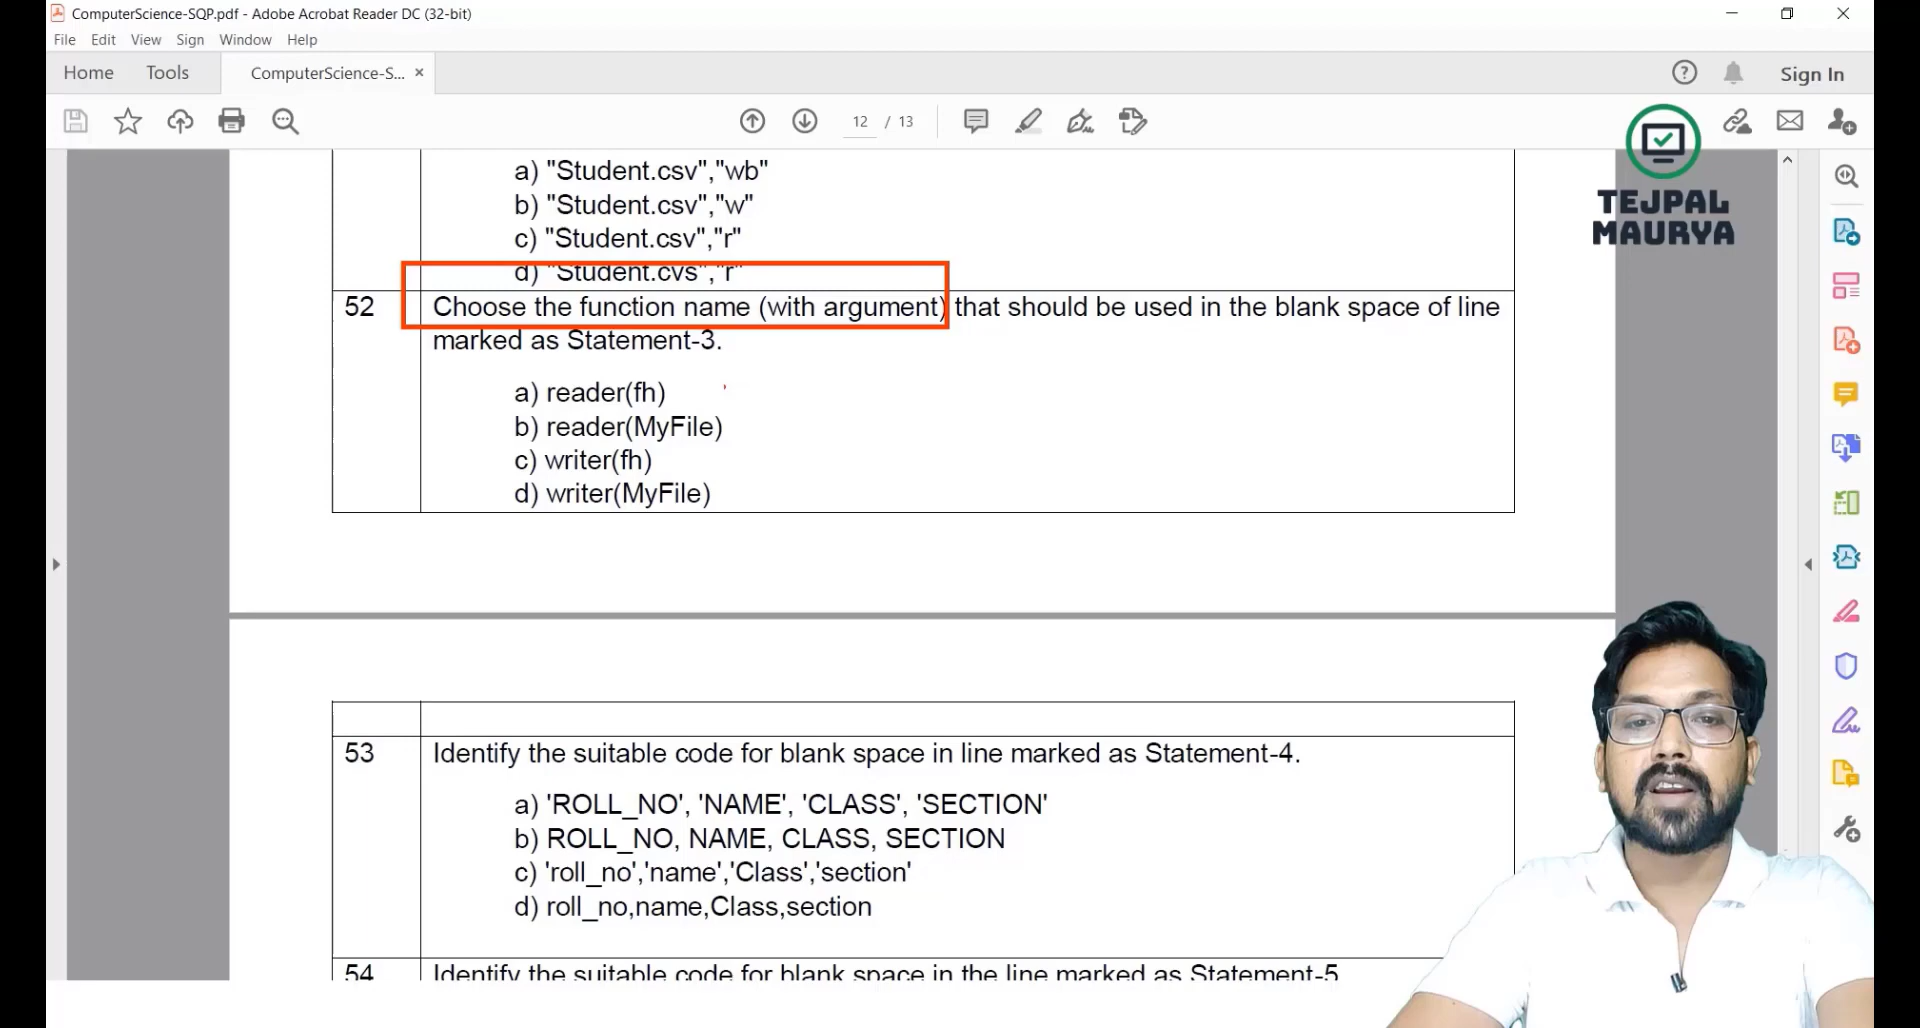 ComputerScience-SQP.pdf - Adobe Acrobat Reader DC (32-bit)
File Edit View Sign Window Help
Home Tools ComputerScience-S... × Sign In
12 / 13
TEJPAL
MAURYA
a) "Student.csv","wb"
b) "Student.csv","w"
c) "Student.csv","r"
d) "Student.cvs","r"
52 Choose the function name (with argument) that should be used in the blank space of line
marked as Statement-3.
a) reader(fh)
b) reader(MyFile)
c) writer(fh)
d) writer(MyFile)
53 Identify the suitable code for blank space in line marked as Statement-4.
a) 'ROLL_NO', 'NAME', 'CLASS', 'SECTION'
b) ROLL_NO, NAME, CLASS, SECTION
c) 'roll_no','name','Class','section'
d) roll_no,name,Class,section
54 Identify the suitable code for blank space in the line marked as Statement-5